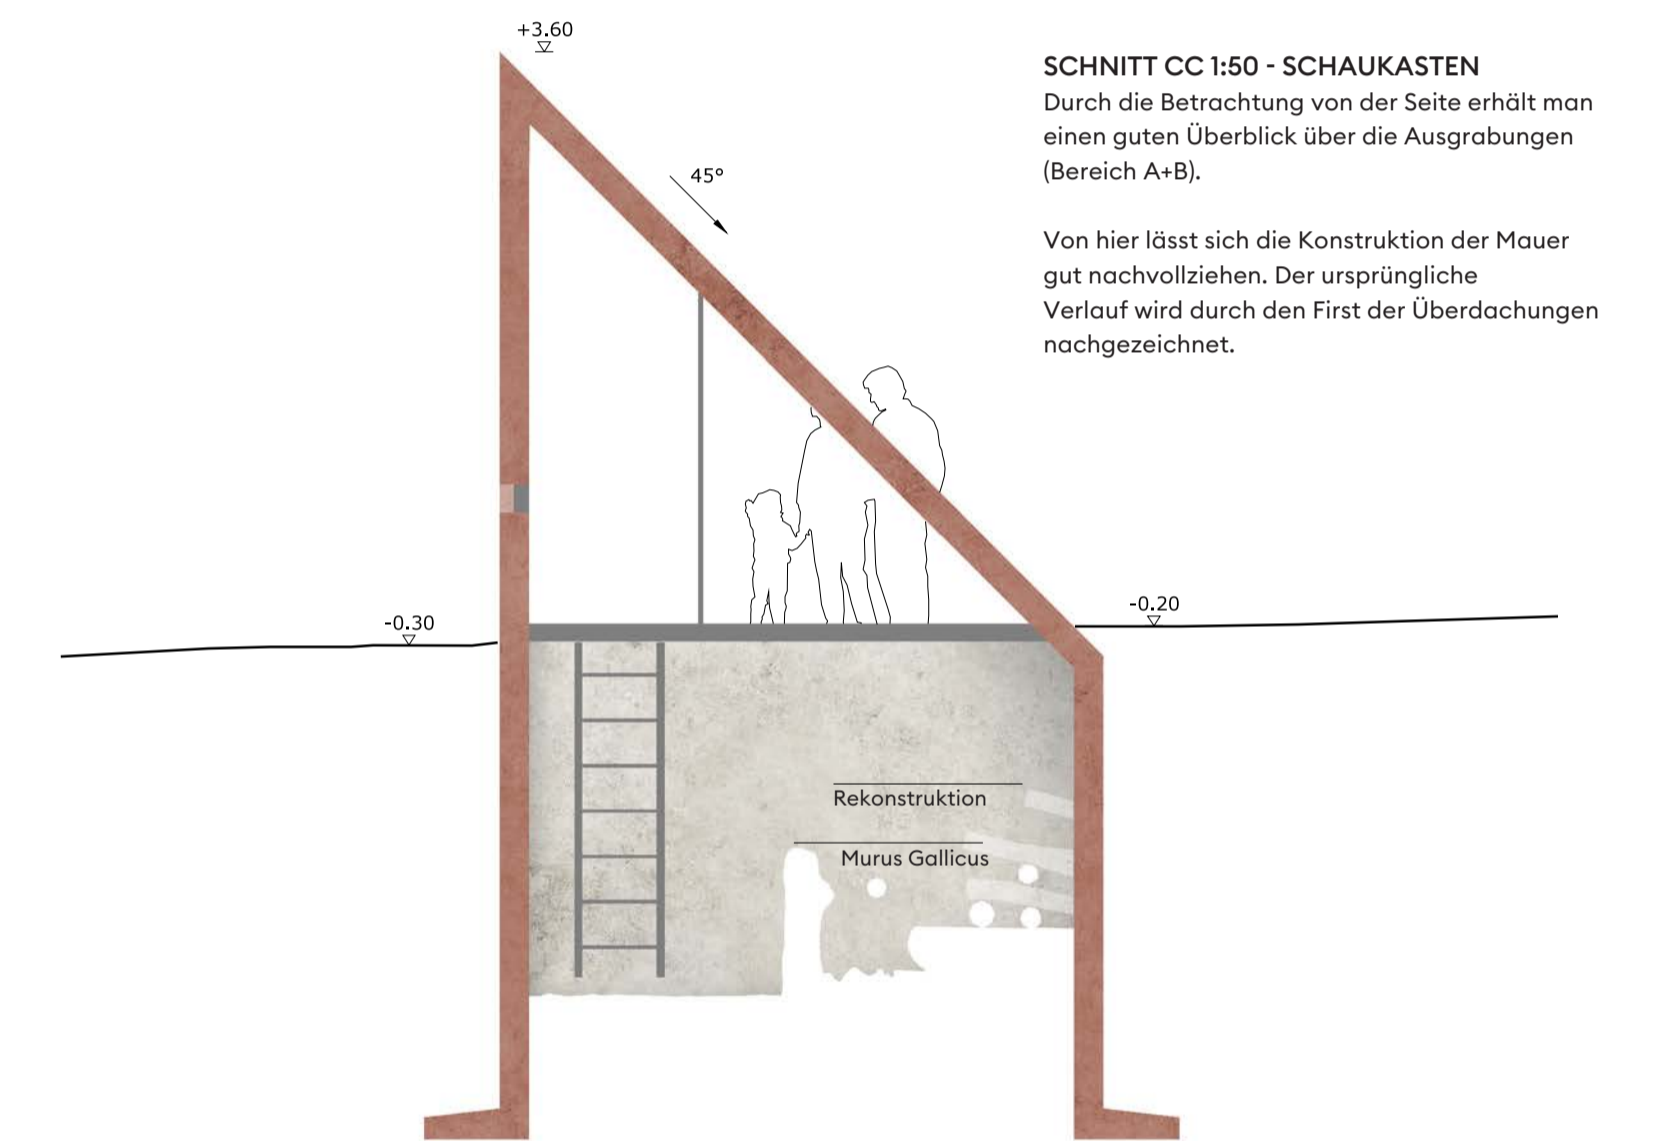 +3.60
SCHNITT CC 1:50 - SCHAUKASTEN
Durch die Betrachtung von der Seite erhält man
einen guten Überblick über die Ausgrabungen
(Bereich A+B).
Von hier lässt sich die Konstruktion der Mauer
gut nachvollziehen. Der ursprüngliche
Verlauf wird durch den First der Überdachungen
nachgezeichnet.
45°
-0.30
-0.20
Rekonstruktion
Murus Gallicus